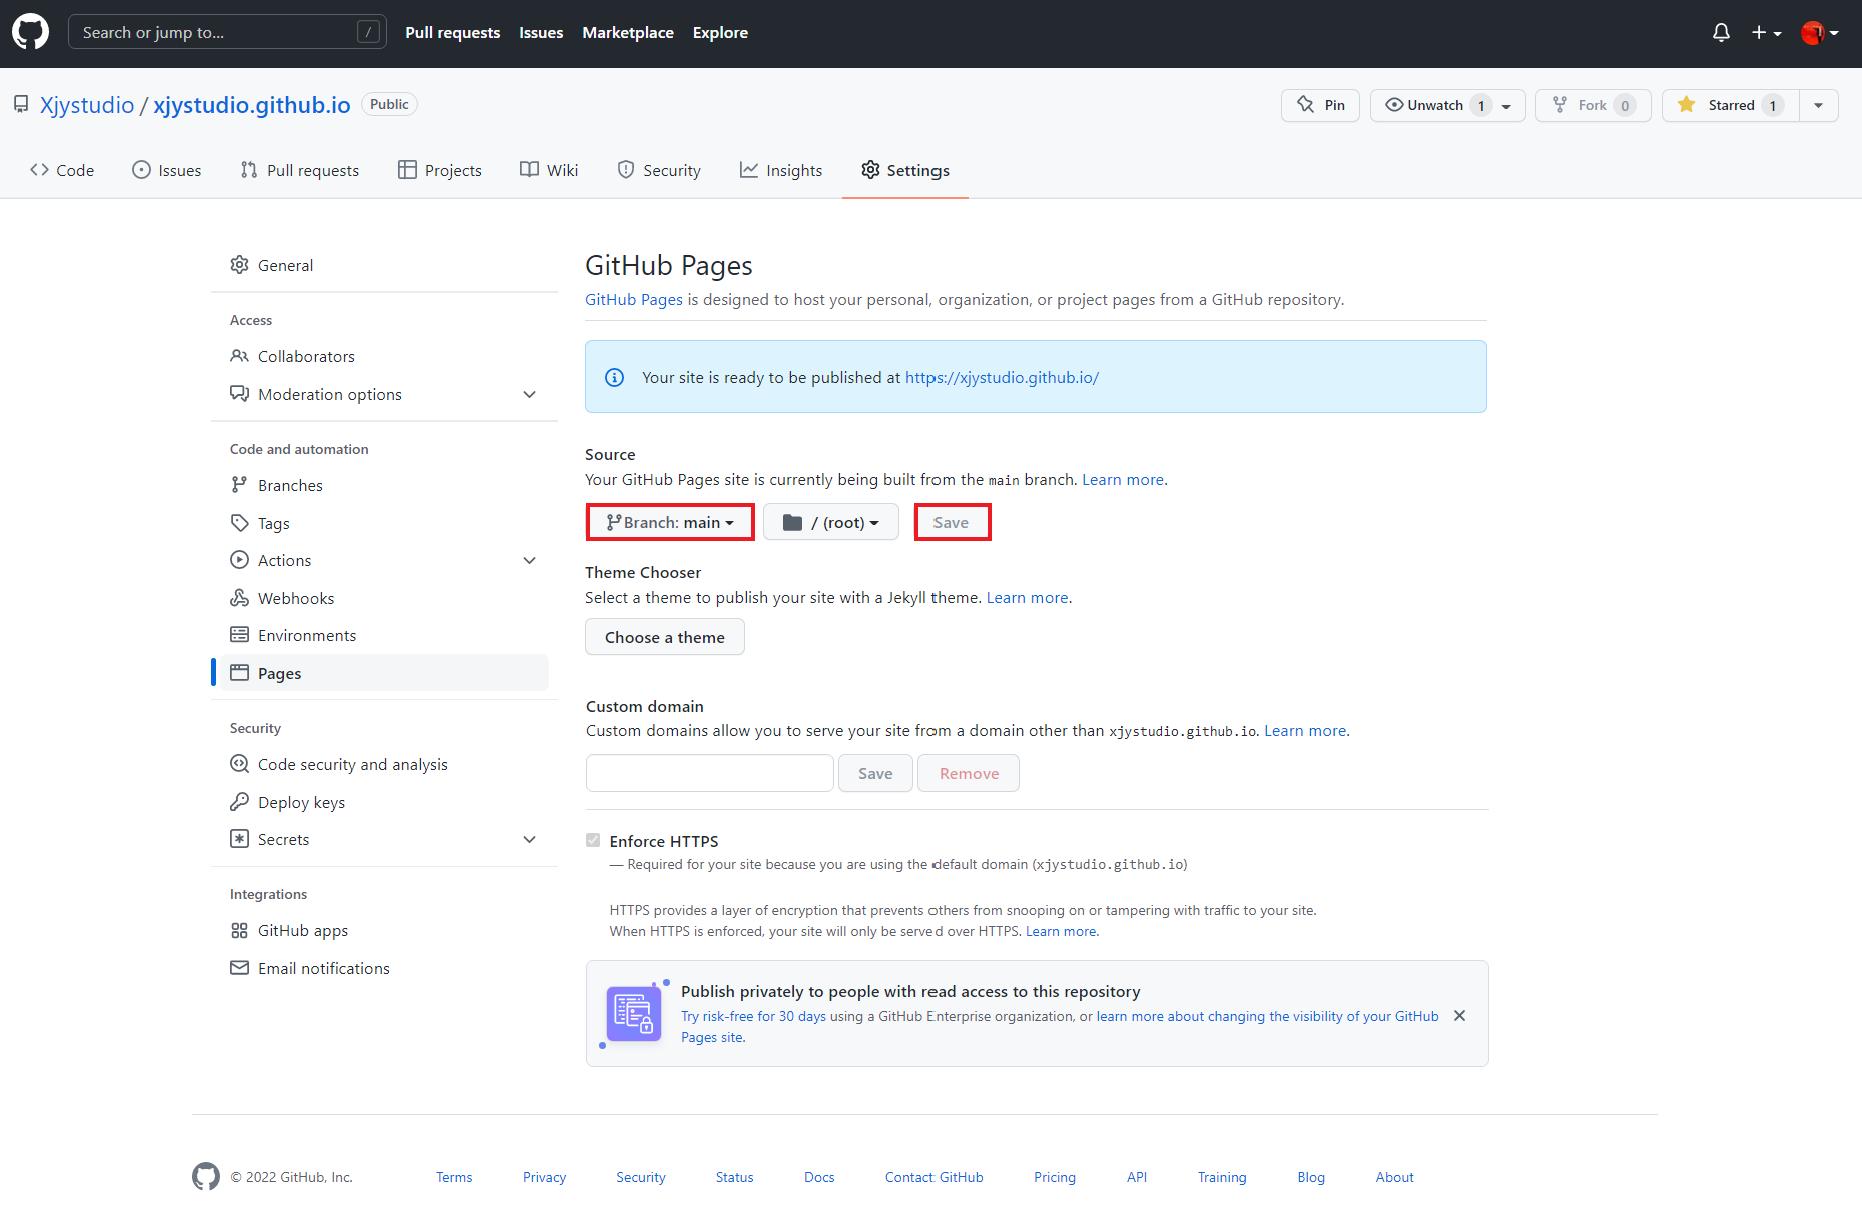 Search or jump to... / Pull requests Issues Marketplace Explore
Xjystudio / xjystudio.github.io Public Pin Unwatch 1 Fork 0 Starred 1
Code Issues Pull requests Projects Wiki Security Insights Settings
General
Access
Collaborators
Moderation options
Code and automation
Branches
Tags
Actions
Webhooks
Environments
Pages
Security
Code security and analysis
Deploy keys
Secrets
Integrations
GitHub apps
Email notifications
GitHub Pages
GitHub Pages is designed to host your personal, organization, or project pages from a GitHub repository.
Your site is ready to be published at https://xjystudio.github.io/
Source
Your GitHub Pages site is currently being built from the main branch. Learn more.
Branch: main / (root) Save
Theme Chooser
Select a theme to publish your site with a Jekyll theme. Learn more.
Choose a theme
Custom domain
Custom domains allow you to serve your site from a domain other than xjystudio.github.io. Learn more.
Save Remove
Enforce HTTPS
— Required for your site because you are using the default domain (xjystudio.github.io)
HTTPS provides a layer of encryption that prevents others from snooping on or tampering with traffic to your site.
When HTTPS is enforced, your site will only be served over HTTPS. Learn more.
Publish privately to people with read access to this repository
Try risk-free for 30 days using a GitHub Enterprise organization, or learn more about changing the visibility of your GitHub
Pages site.
© 2022 GitHub, Inc. Terms Privacy Security Status Docs Contact GitHub Pricing API Training Blog About